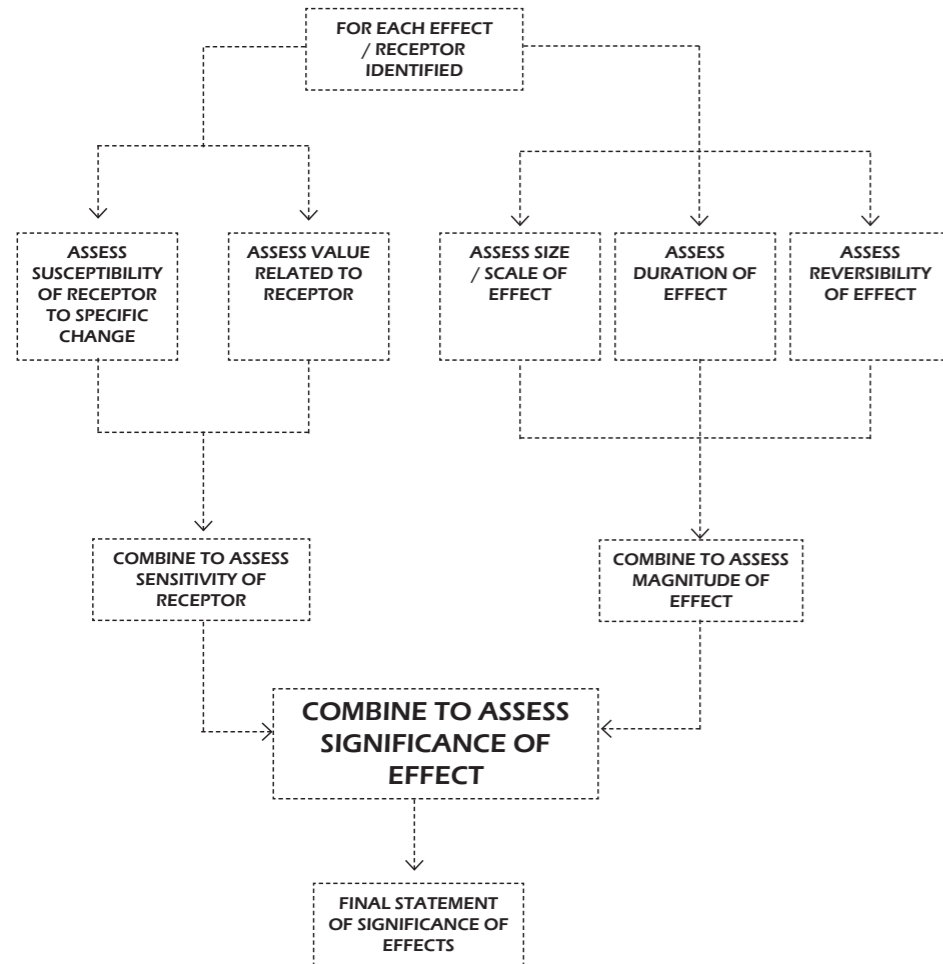 FOR EACH EFFECT
/ RECEPTOR
IDENTIFIED
ASSESS
SUSCEPTIBILITY
OF RECEPTOR
TO SPECIFIC
CHANGE
ASSESS VALUE
RELATED TO
RECEPTOR
ASSESS SIZE
/ SCALE OF
EFFECT
ASSESS
DURATION OF
EFFECT
ASSESS
REVERSIBILITY
OF EFFECT
COMBINE TO ASSESS
SENSITIVITY OF
RECEPTOR
COMBINE TO ASSESS
MAGNITUDE OF
EFFECT
COMBINE TO ASSESS
SIGNIFICANCE OF
EFFECT
FINAL STATEMENT
OF SIGNIFICANCE OF
EFFECTS